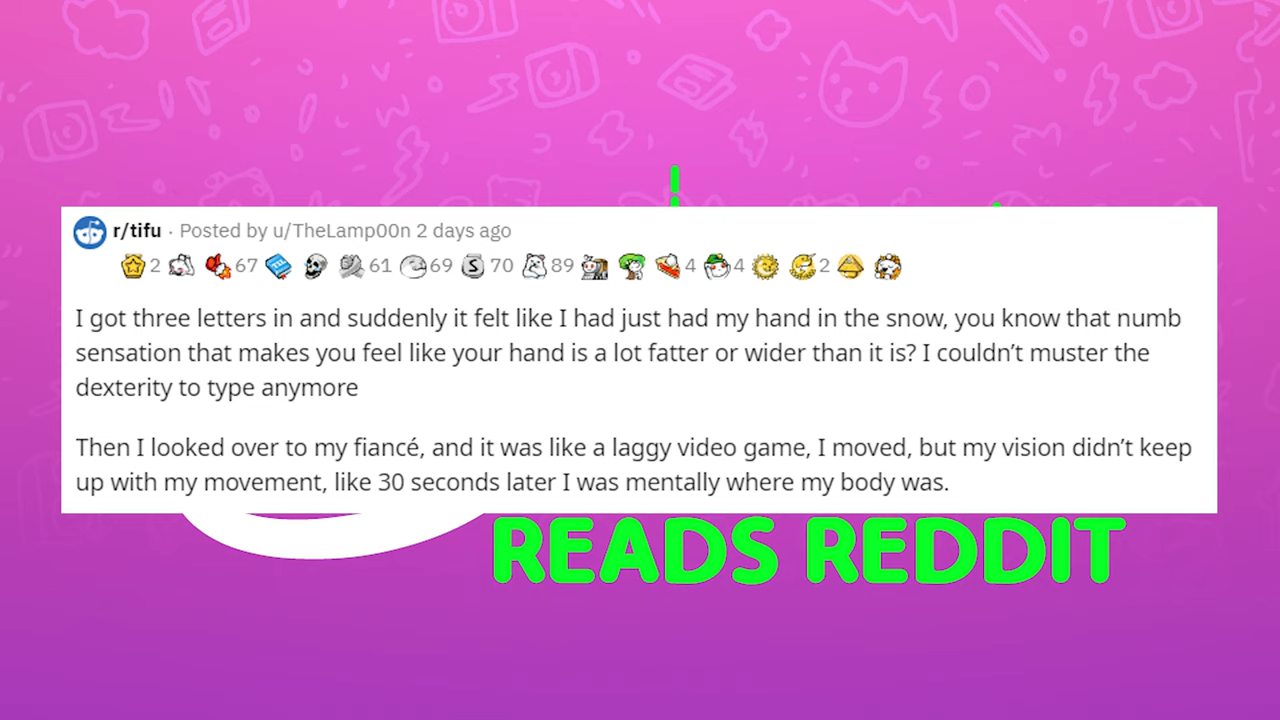 r/tifu · Posted by u/TheLamp00n 2 days ago
2 67 61 69 S 70 89 4 4 2
I got three letters in and suddenly it felt like I had just had my hand in the snow, you know that numb
sensation that makes you feel like your hand is a lot fatter or wider than it is? I couldn’t muster the
dexterity to type anymore
Then I looked over to my fiancé, and it was like a laggy video game, I moved, but my vision didn’t keep
up with my movement, like 30 seconds later I was mentally where my body was.
READS REDDIT